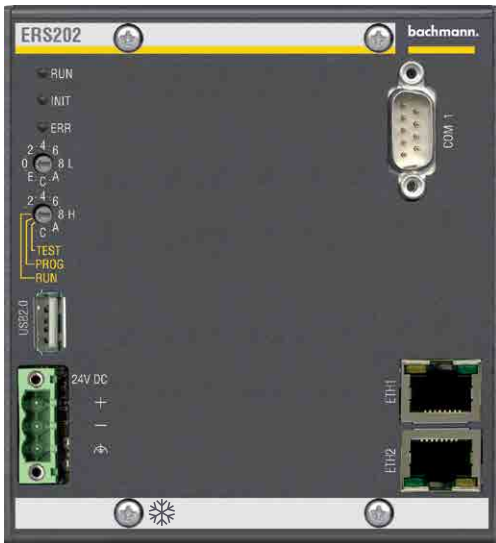 ERS202
bachmann.
RUN
INIT
ERR
2 4 6
0 8 L
E C A
2 4 6
8 H
C A
TEST
PROG
RUN
COM 1
USB2.0
24V DC
+
−
ETH1
ETH2